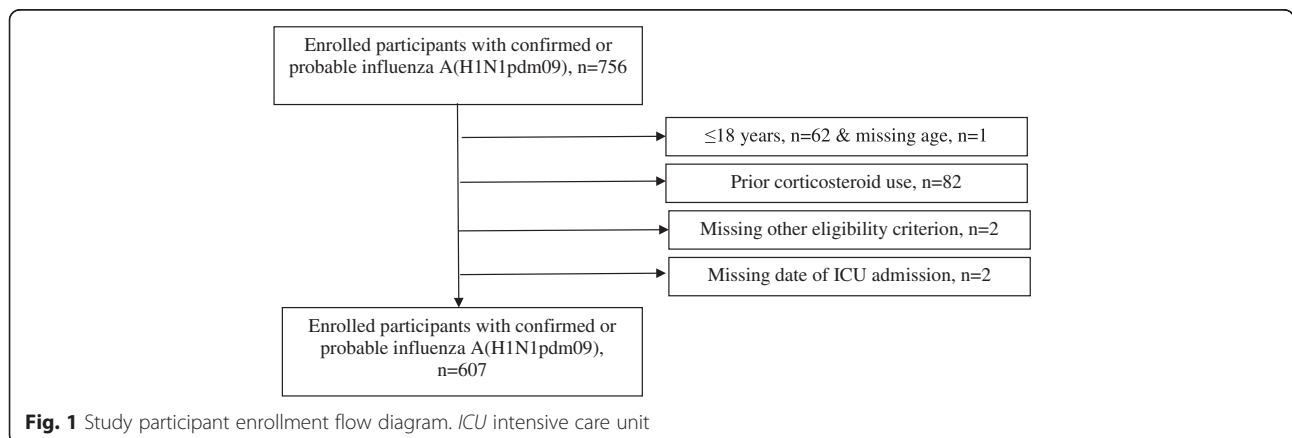 Enrolled participants with confirmed or
probable influenza A(H1N1pdm09), n=756
≤18 years, n=62 & missing age, n=1
Prior corticosteroid use, n=82
Missing other eligibility criterion, n=2
Missing date of ICU admission, n=2
Enrolled participants with confirmed or
probable influenza A(H1N1pdm09),
n=607
Fig. 1 Study participant enrollment flow diagram. ICU intensive care unit